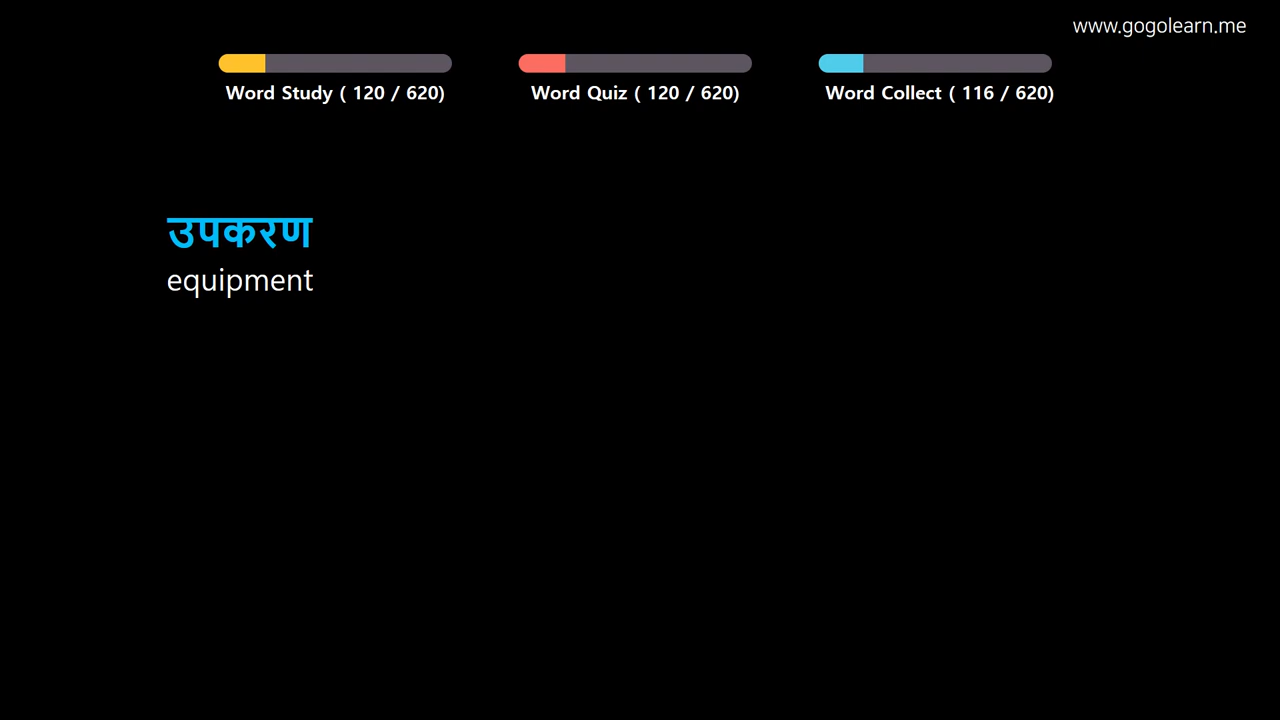 www.gogolearn.me
Word Study ( 120 / 620)
Word Quiz ( 120 / 620)
Word Collect ( 116 / 620)
उपकरण
equipment